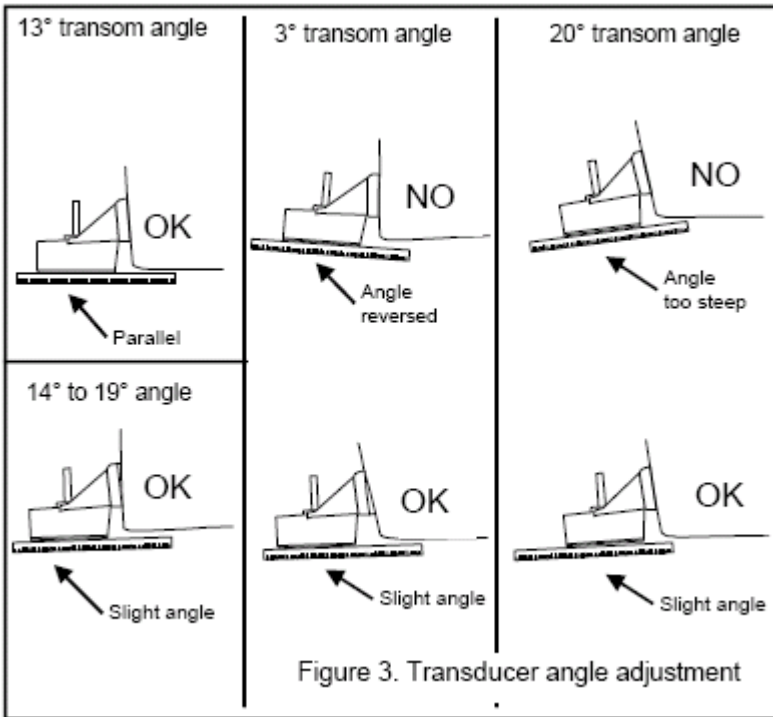 13° transom angle
OK
Parallel
14° to 19° angle
OK
Slight angle
3° transom angle
NO
Angle
reversed
OK
Slight angle
20° transom angle
NO
Angle
too steep
OK
Slight angle
Figure 3. Transducer angle adjustment